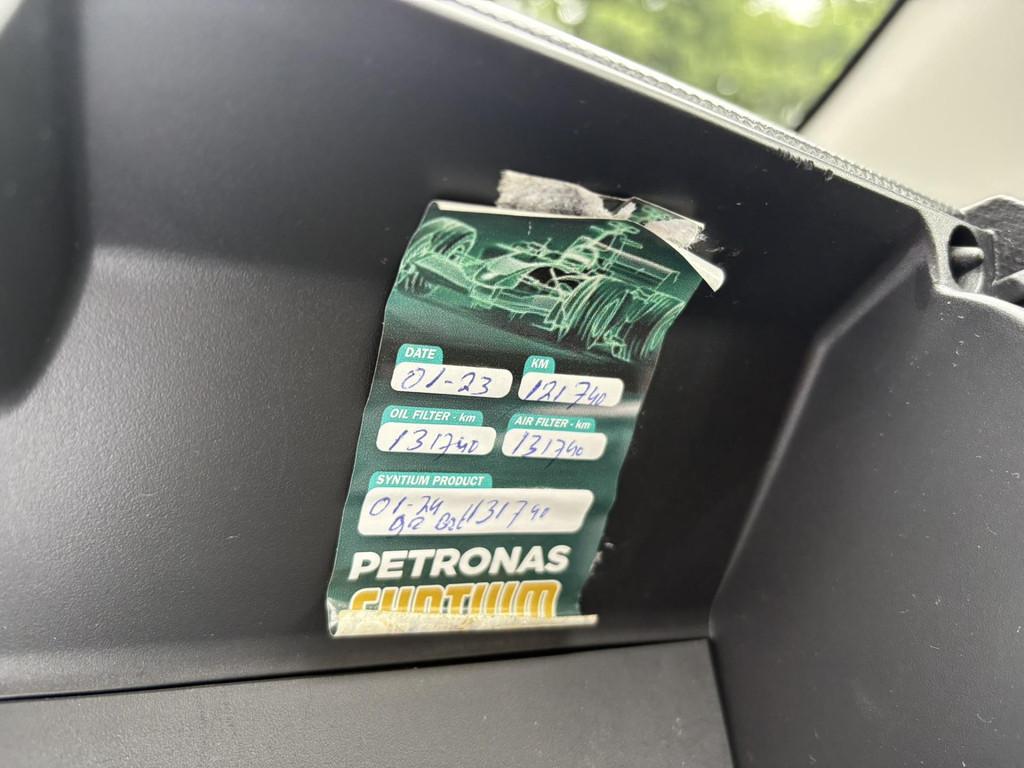 DATE
KM
01-23
121740
OIL FILTER - km
AIR FILTER - km
131740
131740
SYNTIUM PRODUCT
01-24
131740
PETRONAS
SYNTIUM